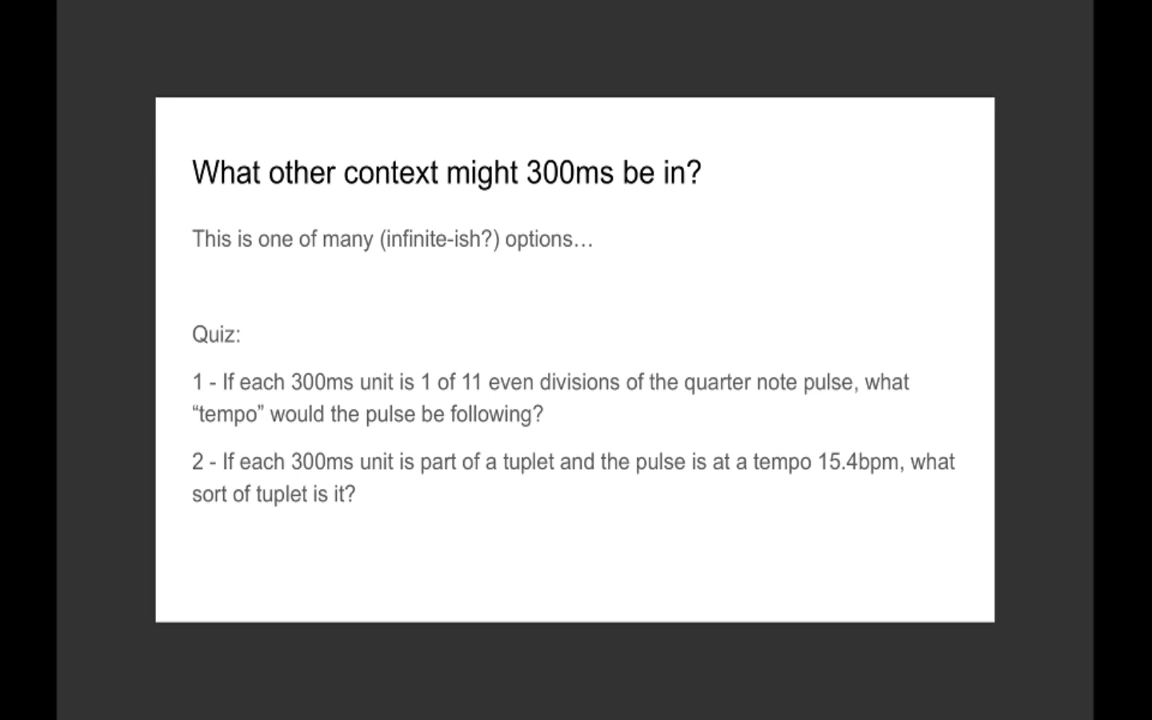 What other context might 300ms be in?
This is one of many (infinite-ish?) options…
Quiz:
1 - If each 300ms unit is 1 of 11 even divisions of the quarter note pulse, what
“tempo” would the pulse be following?
2 - If each 300ms unit is part of a tuplet and the pulse is at a tempo 15.4bpm, what
sort of tuplet is it?